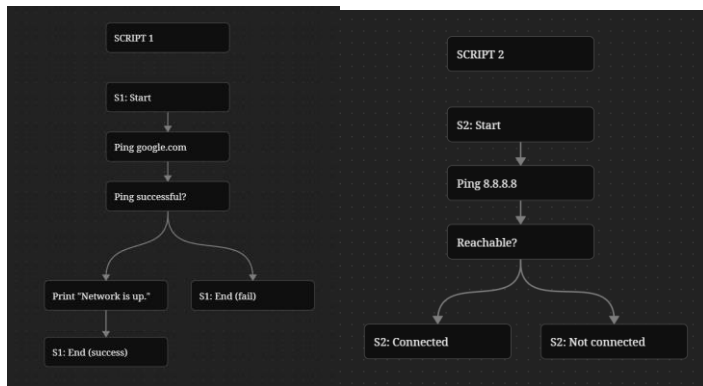 SCRIPT 1
S1: Start
Ping google.com
Ping successful?
Print "Network is up."
S1: End (fail)
S1: End (success)
SCRIPT 2
S2: Start
Ping 8.8.8.8
Reachable?
S2: Connected
S2: Not connected